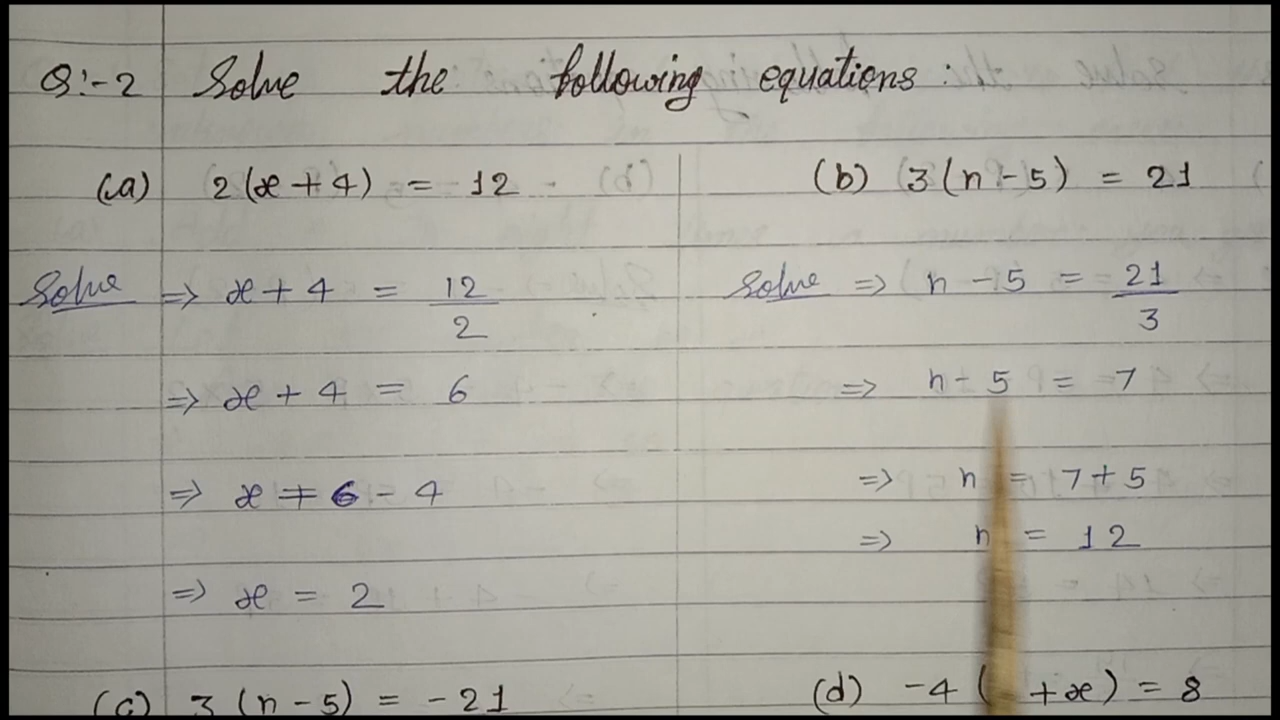 Q:-2 Solve the following equations:
(a) 2(x+4) = 12
Solve => x+4 = 12/2
=> x+4 = 6
=> x = 6-4
=> x = 2
(b) 3(n-5) = 21
Solve => n-5 = 21/3
=> n-5 = 7
=> n = 7+5
=> n = 12
(c) 3(n-5) = -21
(d) -4( +x) = 8